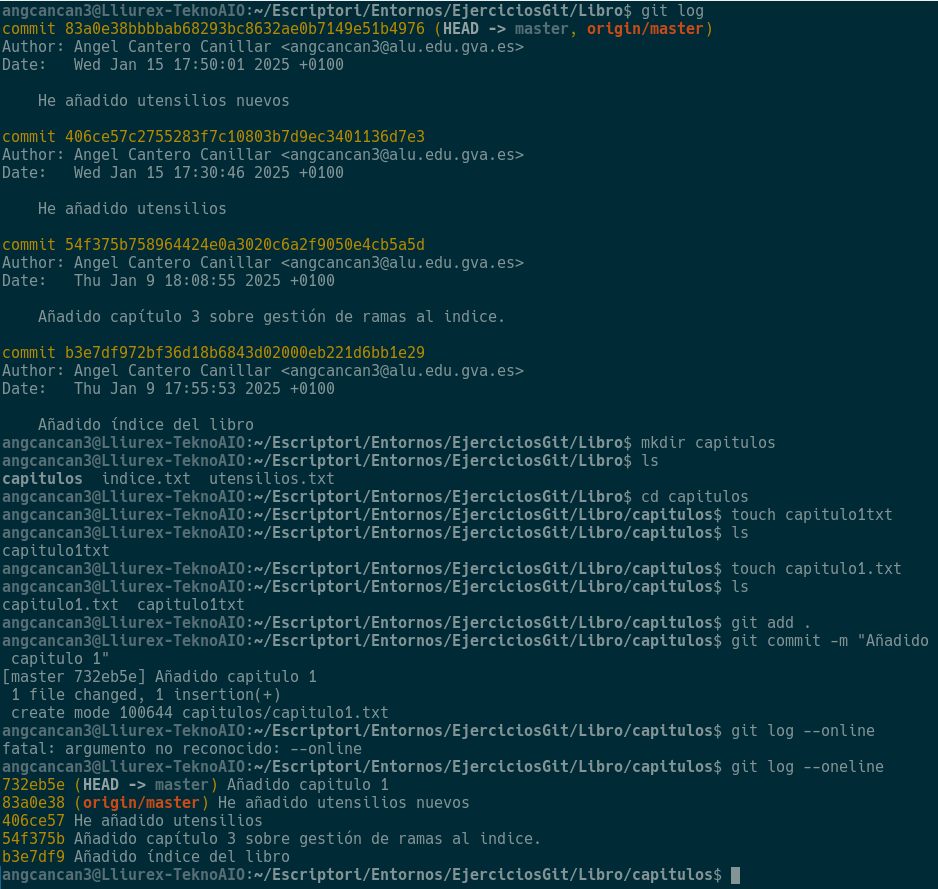 angcancan3@Lliurex-TeknoAIO:~/Escriptori/Entornos/EjerciciosGit/Libro$ git log
commit 83a0e38bbbbab68293bc8632ae0b7149e51b4976 (HEAD -> master, origin/master)
Author: Angel Cantero Canillar <angcancan3@alu.edu.gva.es>
Date:   Wed Jan 15 17:50:01 2025 +0100

    He añadido utensilios nuevos

commit 406ce57c2755283f7c10803b7d9ec3401136d7e3
Author: Angel Cantero Canillar <angcancan3@alu.edu.gva.es>
Date:   Wed Jan 15 17:30:46 2025 +0100

    He añadido utensilios

commit 54f375b758964424e0a3020c6a2f9050e4cb5a5d
Author: Angel Cantero Canillar <angcancan3@alu.edu.gva.es>
Date:   Thu Jan 9 18:08:55 2025 +0100

    Añadido capítulo 3 sobre gestión de ramas al indice.

commit b3e7df972bf36d18b6843d02000eb221d6bb1e29
Author: Angel Cantero Canillar <angcancan3@alu.edu.gva.es>
Date:   Thu Jan 9 17:55:53 2025 +0100

    Añadido índice del libro
angcancan3@Lliurex-TeknoAIO:~/Escriptori/Entornos/EjerciciosGit/Libro$ mkdir capitulos
angcancan3@Lliurex-TeknoAIO:~/Escriptori/Entornos/EjerciciosGit/Libro$ ls
capitulos  indice.txt  utensilios.txt
angcancan3@Lliurex-TeknoAIO:~/Escriptori/Entornos/EjerciciosGit/Libro$ cd capitulos
angcancan3@Lliurex-TeknoAIO:~/Escriptori/Entornos/EjerciciosGit/Libro/capitulos$ touch capitulo1txt
angcancan3@Lliurex-TeknoAIO:~/Escriptori/Entornos/EjerciciosGit/Libro/capitulos$ ls
capitulo1txt
angcancan3@Lliurex-TeknoAIO:~/Escriptori/Entornos/EjerciciosGit/Libro/capitulos$ touch capitulo1.txt
angcancan3@Lliurex-TeknoAIO:~/Escriptori/Entornos/EjerciciosGit/Libro/capitulos$ ls
capitulo1.txt  capitulo1txt
angcancan3@Lliurex-TeknoAIO:~/Escriptori/Entornos/EjerciciosGit/Libro/capitulos$ git add .
angcancan3@Lliurex-TeknoAIO:~/Escriptori/Entornos/EjerciciosGit/Libro/capitulos$ git commit -m "Añadido
 capitulo 1"
[master 732eb5e] Añadido capitulo 1
 1 file changed, 1 insertion(+)
 create mode 100644 capitulos/capitulo1.txt
angcancan3@Lliurex-TeknoAIO:~/Escriptori/Entornos/EjerciciosGit/Libro/capitulos$ git log --online
fatal: argumento no reconocido: --online
angcancan3@Lliurex-TeknoAIO:~/Escriptori/Entornos/EjerciciosGit/Libro/capitulos$ git log --oneline
732eb5e (HEAD -> master) Añadido capitulo 1
83a0e38 (origin/master) He añadido utensilios nuevos
406ce57 He añadido utensilios
54f375b Añadido capítulo 3 sobre gestión de ramas al indice.
b3e7df9 Añadido índice del libro
angcancan3@Lliurex-TeknoAIO:~/Escriptori/Entornos/EjerciciosGit/Libro/capitulos$